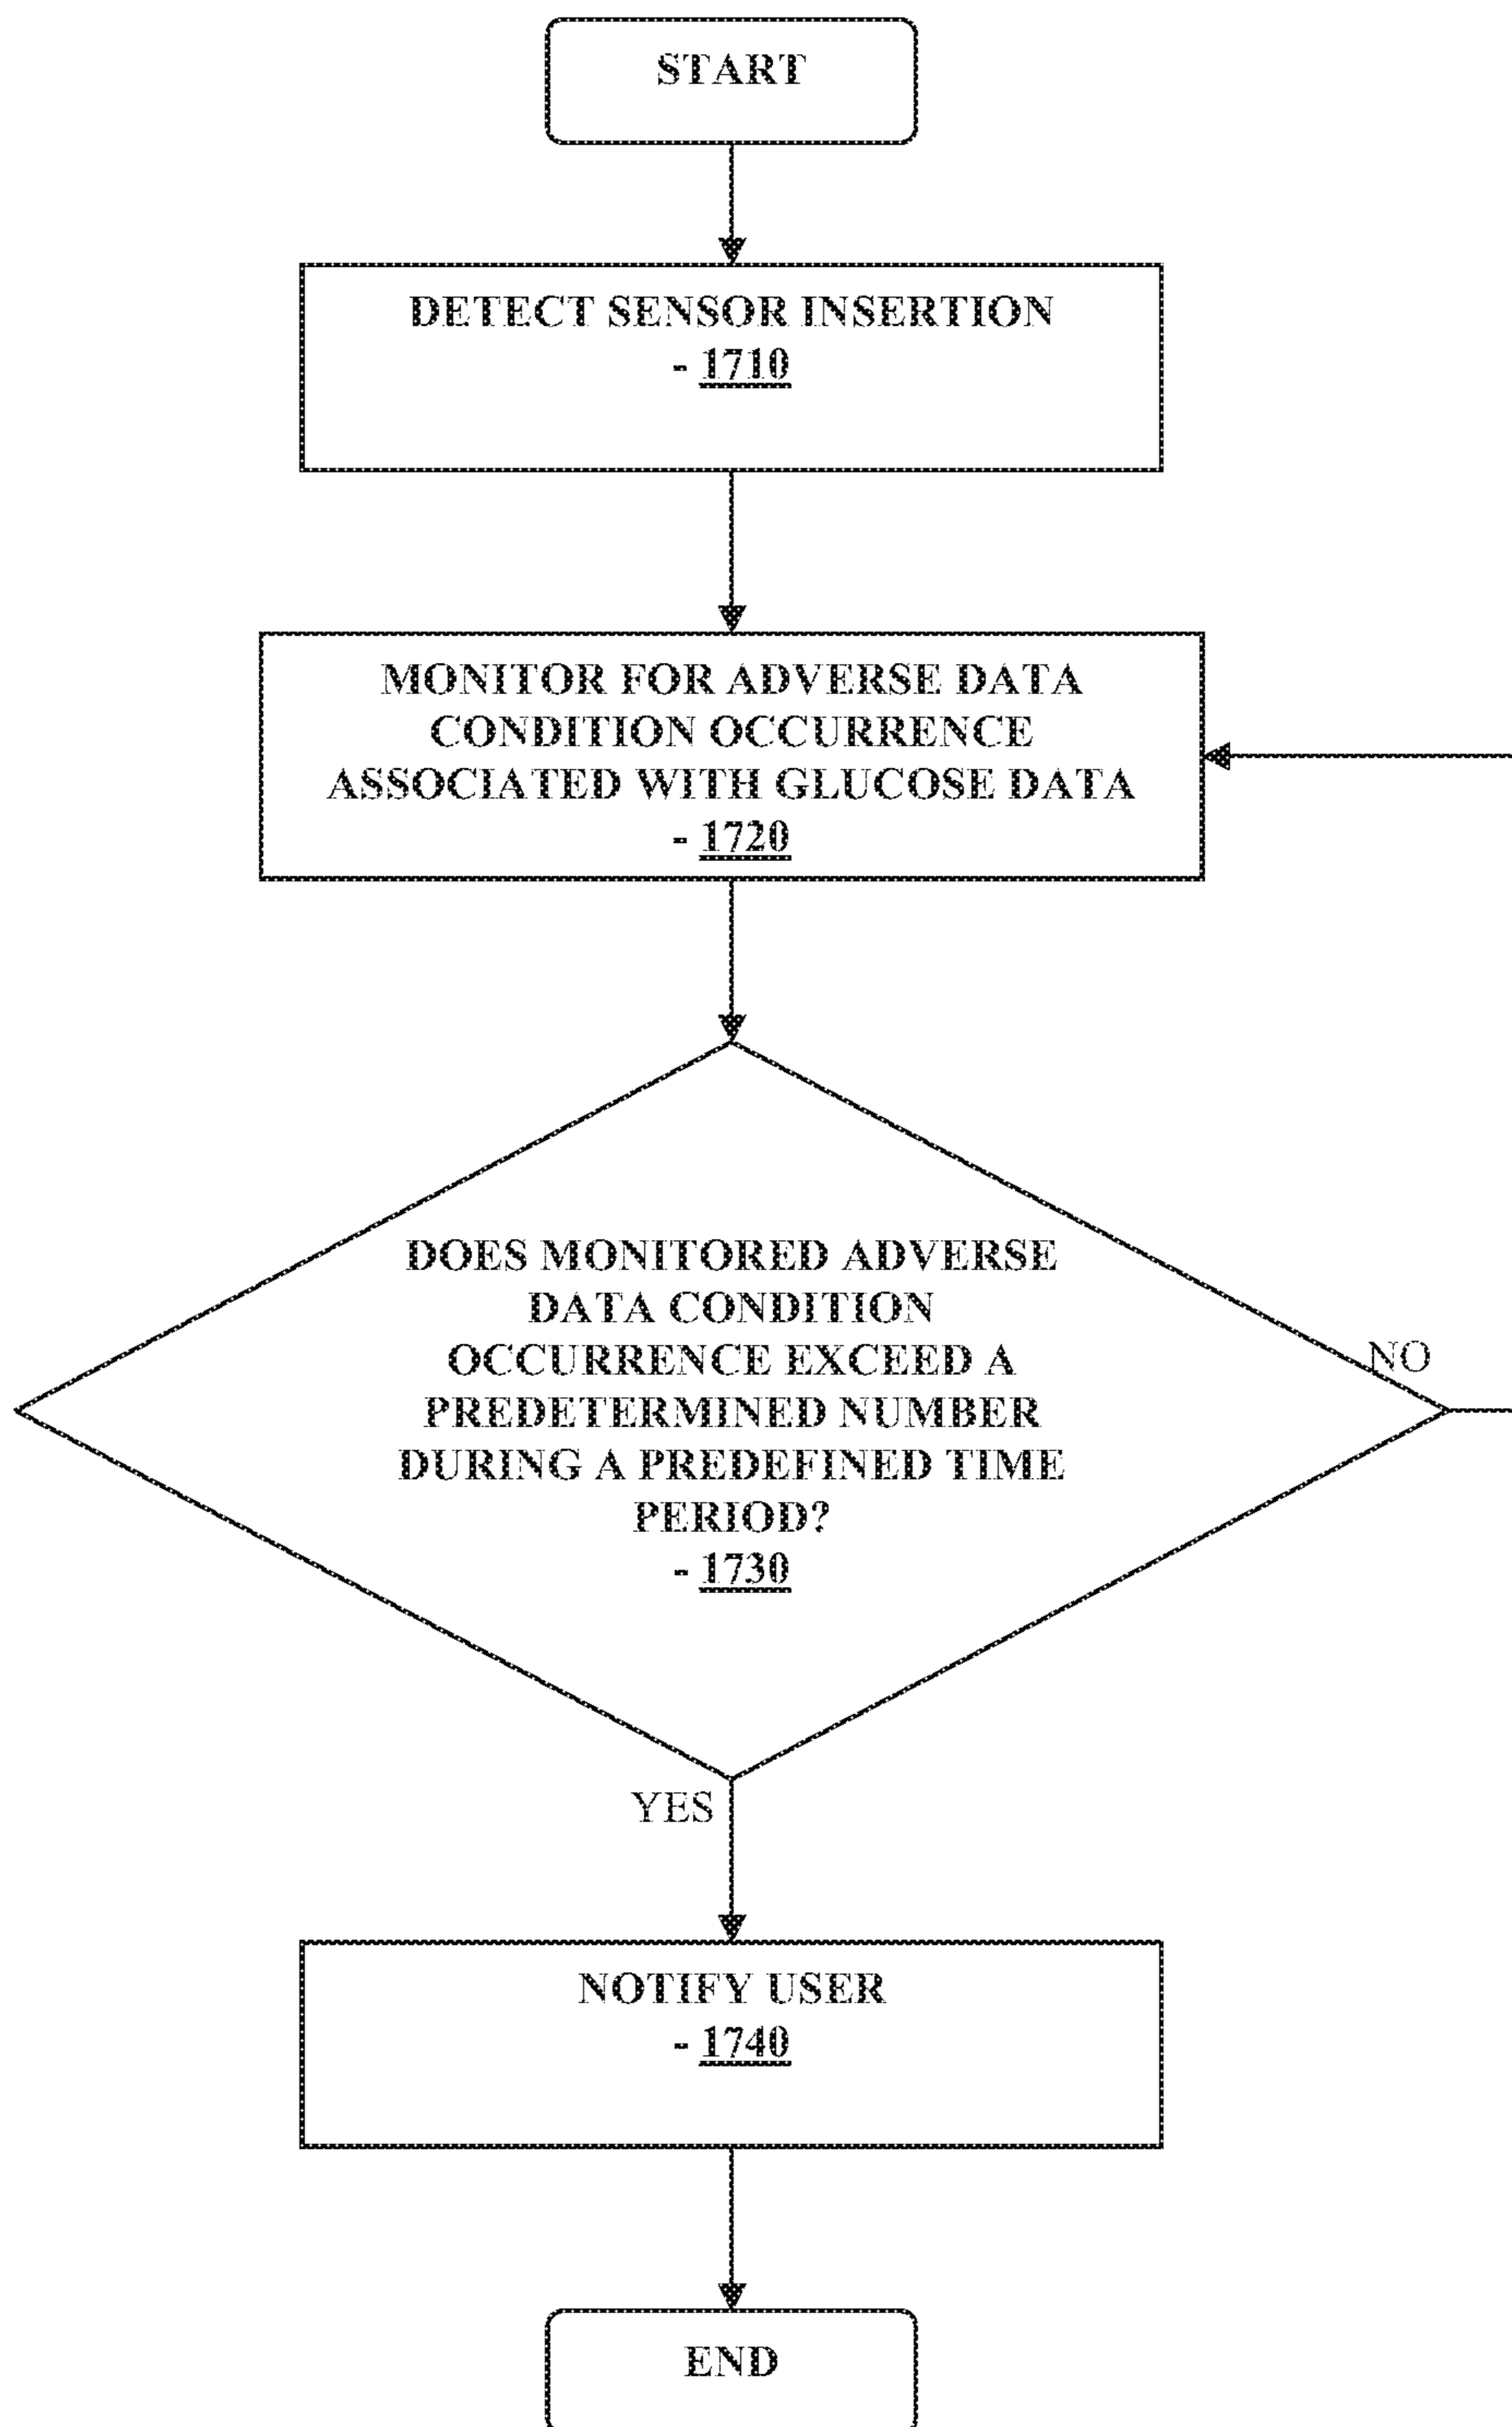 START
DETECT SENSOR INSERTION
- 1710
MONITOR FOR ADVERSE DATA
CONDITION OCCURRENCE
ASSOCIATED WITH GLUCOSE DATA
- 1720
DOES MONITORED ADVERSE
DATA CONDITION
OCCURRENCE EXCEED A
PREDETERMINED NUMBER
DURING A PREDEFINED TIME
PERIOD?
- 1730
NO
YES
NOTIFY USER
- 1740
END